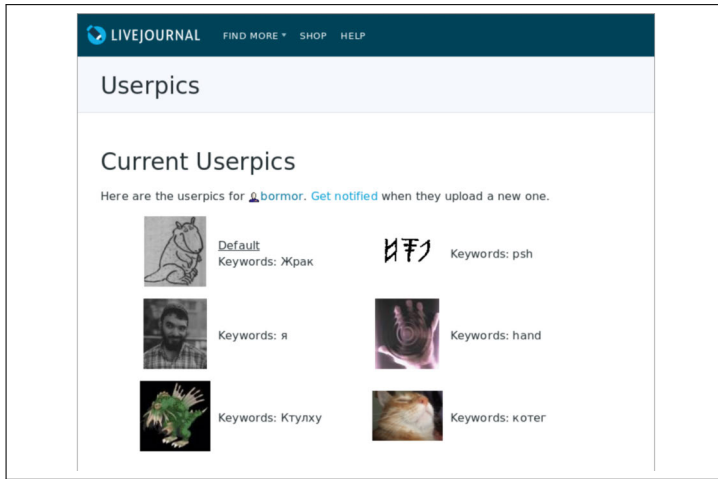 LIVEJOURNAL FIND MORE SHOP HELP
Userpics
Current Userpics
Here are the userpics for bormor. Get notified when they upload a new one.
Default
Keywords: Жрак
Keywords: psh
Keywords: я
Keywords: hand
Keywords: Ктулху
Keywords: котег